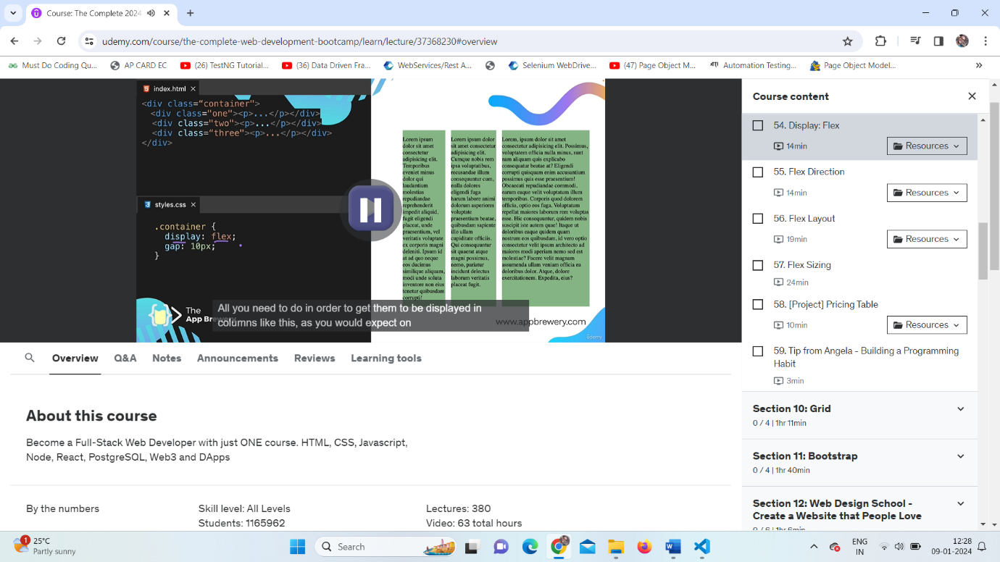 Course: The Complete 2024
udemy.com/course/the-complete-web-development-bootcamp/learn/lecture/37368230#overview
Must Do Coding Qu...
AP CARD EC
(26) TestNG Tutorial...
(36) Data Driven Fra...
WebServices/Rest A...
Selenium WebDrive...
(47) Page Object M...
Automation Testing...
Page Object Model...
index.html
<div class="container">
<div class="one"><p>...</p></div>
<div class="two"><p>...</p></div>
<div class="three"><p>...</p></div>
</div>
styles.css
.container {
display: flex;
gap: 10px;
}
The
App Brewery
Lorem ipsum
dolor sit amet
consectetur
adipisicing elit.
Temporibus
eveniet minus
dolor qui
laudantium
molestias
repudiandae
reprehenderit
impedit aliquid,
fugit eligendi
placeat, unde
praesentium, vel
veritatis voluptate
ex corporis magni
deleniti. Ipsum id
at ad quo neque
eos ducimus
similique aliquam,
modi unde soluta
inventore non eius
tenetur quibusdam
corrupti!
Lorem ipsum dolor
sit amet consectetur
adipisicing elit.
Cumque nobis rem
ipsa voluptatibus,
recusandae illum
consequuntur cum,
nulla dolores
eligendi fuga
harum labore animi
dolorum asperiores
voluptate
praesentium beatae,
quibusdam sapiente
illo ullam
cupiditate officiis.
Qui consequuntur
sit quaerat atque
magni possimus,
nemo, pariatur
incidunt delectus
laborum veritatis
placeat fugit.
Lorem, ipsum dolor sit amet
consectetur adipisicing elit. Possimus,
voluptatem officia nulla minus, sunt
nam aliquam quis explicabo
consequatur beatae at? Eligendi
corrupti quisquam enim accusantium
possimus quis esse praesentium!
Obcaecati repudiandae commodi,
earum eaque velit voluptatum illum
temporibus. Corporis quod dolorem
officia, optio eos fuga. Voluptatum
repellat maiores laborum rem voluptas
esse. Hic consequuntur, quidem nobis
suscipit iste autem quae! Itaque ut
doloribus eaque quidem quam
nostrum eos quibusdam, id vero optio
consectetur velit ipsum architecto ad
maiores modi aperiam nemo sed est
molestiae? Facere velit magnam
assumenda ullam veniam officia ea
doloribus dolor. Atque, dolore
exercitationem. Expedita, eius?
All you need to do in order to get them to be displayed in
columns like this, as you would expect on
www.appbrewery.com
ûdemy
Course content
54. Display: Flex
14min
Resources
55. Flex Direction
14min
Resources
56. Flex Layout
19min
Resources
57. Flex Sizing
24min
58. [Project] Pricing Table
10min
Resources
59. Tip from Angela - Building a Programming
Habit
3min
Section 10: Grid
0 / 4 | 1hr 11min
Section 11: Bootstrap
0 / 4 | 1hr 40min
Section 12: Web Design School -
Create a Website that People Love
0 / 6 | 1hr 6min
Overview
Q&A
Notes
Announcements
Reviews
Learning tools
About this course
Become a Full-Stack Web Developer with just ONE course. HTML, CSS, Javascript,
Node, React, PostgreSQL, Web3 and DApps
By the numbers
Skill level: All Levels
Students: 1165962
Lectures: 380
Video: 63 total hours
1
25°C
Partly sunny
Search
ENG
IN
12:28
09-01-2024